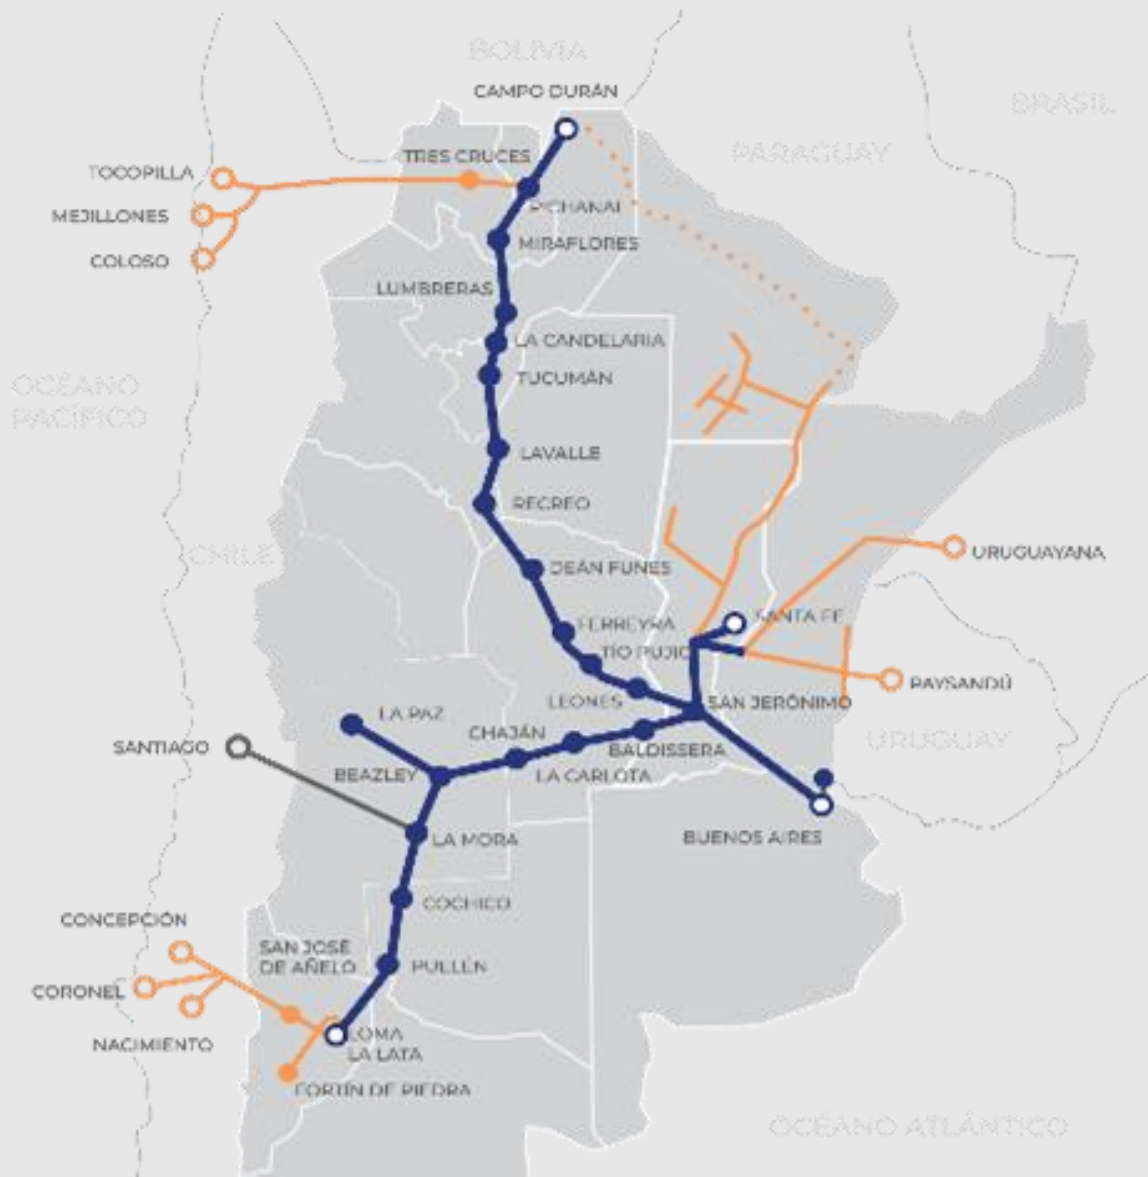 BOLIVIA
CAMPO DURÁN
BRASIL
PARAGUAY
TRES CRUCES
TOCOPILLA
PICHANAL
MEJILLONES
MIRAFLORES
COLOSO
LUMBRERAS
LA CANDELARIA
TUCUMÁN
OCÉANO
PACÍFICO
LAVALLE
RECREO
CHILE
URUGUAYANA
DEÁN FUNES
SANTA FE
FERREYRA
TÍO PUJIO
PAYSANDÚ
LEONES
SAN JERÓNIMO
LA PAZ
CHAJÁN
URUGUAY
SANTIAGO
BALDISSERA
BEAZLEY
LA CARLOTA
LA MORA
BUENOS AIRES
COCHICO
CONCEPCIÓN
SAN JOSÉ
DE AÑELO
PULLÉN
CORONEL
NACIMIENTO
LOMA
LA LATA
FORTÍN DE PIEDRA
OCÉANO ATLÁNTICO